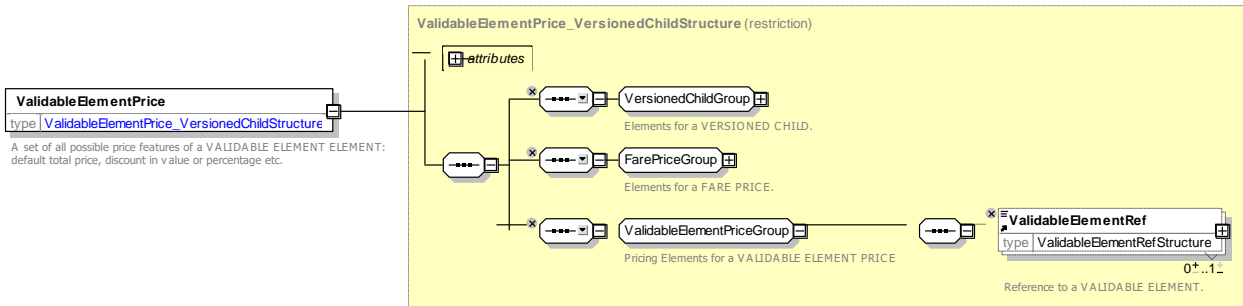 ValidableElementPrice_VersionedChildStructure (restriction)
attributes
ValidableElementPrice
type ValidableElementPrice_VersionedChildStructure
A set of all possible price features of a VALIDABLE ELEMENT ELEMENT:
default total price, discount in value or percentage etc.
VersionedChildGroup
Elements for a VERSIONED CHILD.
FarePriceGroup
Elements for a FARE PRICE.
ValidableElementPriceGroup
Pricing Elements for a VALIDABLE ELEMENT PRICE
ValidableElementRef
type ValidableElementRefStructure
0..1
Reference to a VALIDABLE ELEMENT.